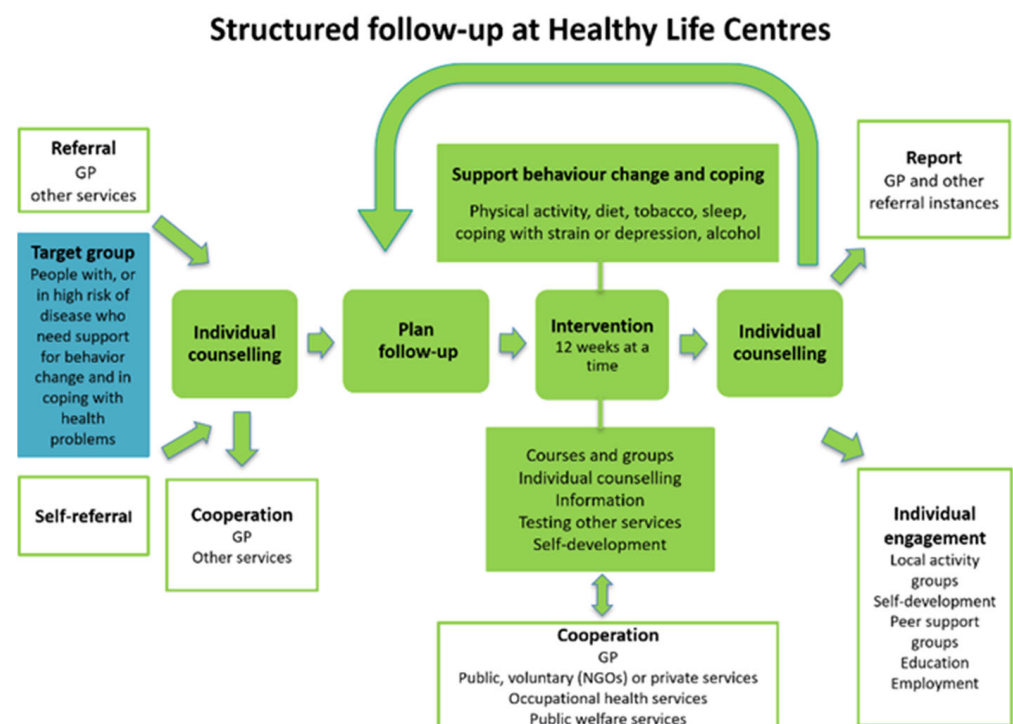 Structured follow-up at Healthy Life Centres
Referral
GP
other services
Target group
People with, or
in high risk of
disease who
need support
for behavior
change and in
coping with
health
problems
Self-referral
Individual
counselling
Cooperation
GP
Other services
Plan
follow-up
Support behaviour change and coping
Physical activity, diet, tobacco, sleep,
coping with strain or depression, alcohol
Intervention
12 weeks at a
time
Courses and groups
Individual counselling
Information
Testing other services
Self-development
Cooperation
GP
Public, voluntary (NGOs) or private services
Occupational health services
Public welfare services
Individual
counselling
Report
GP and other
referral instances
Individual
engagement
Local activity
groups
Self-development
Peer support
groups
Education
Employment